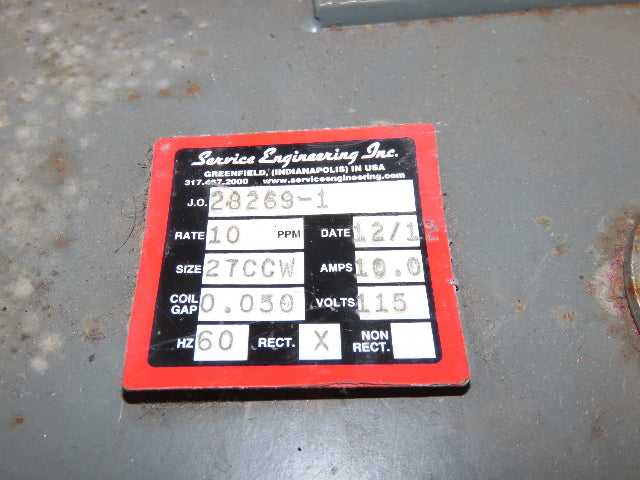 Service Engineering Inc.
GREENFIELD, (INDIANAPOLIS) IN USA
317.467.2000 www.serviceengineering.com
J.O. 28269-1
RATE 10 PPM DATE 12/12
SIZE 27CCW AMPS 10.0
COIL GAP 0.050 VOLTS 115
HZ 60 RECT. X NON RECT.